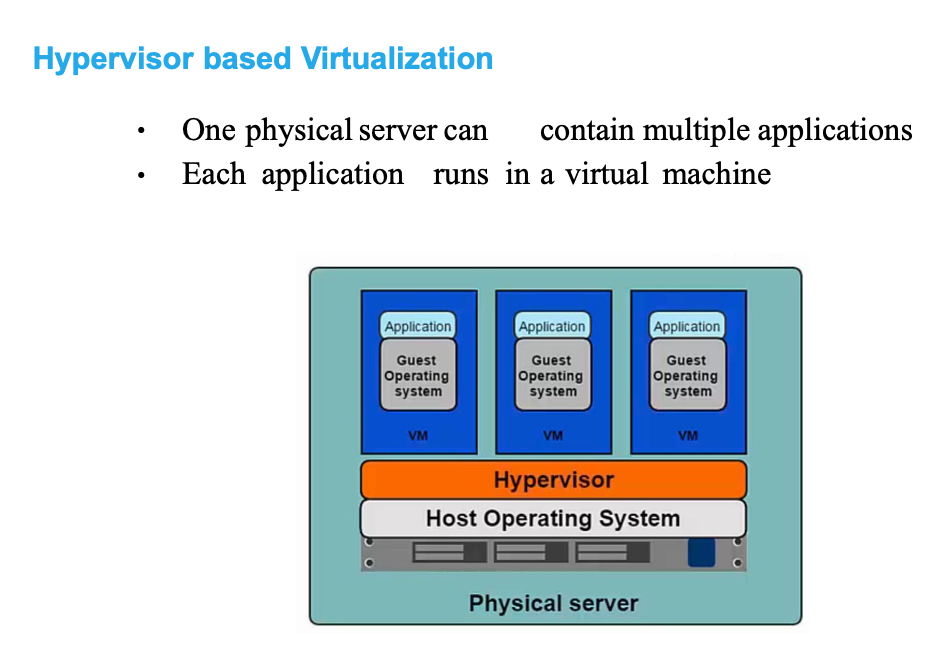 Hypervisor based Virtualization
• One physical server can contain multiple applications
• Each application runs in a virtual machine
Application Application Application
Guest Guest Guest
Operating Operating Operating
system system system
VM VM VM
Hypervisor
Host Operating System
Physical server